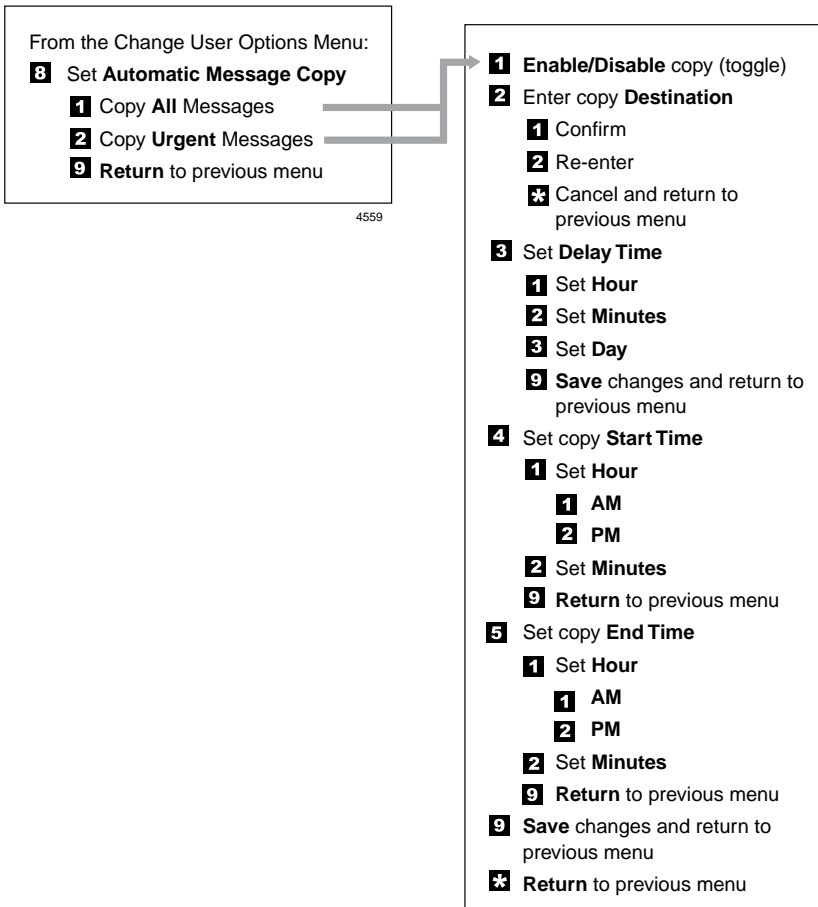 From the Change User Options Menu:
8 Set Automatic Message Copy
1 Copy All Messages
2 Copy Urgent Messages
9 Return to previous menu
4559
1 Enable/Disable copy (toggle)
2 Enter copy Destination
1 Confirm
2 Re-enter
* Cancel and return to
previous menu
3 Set Delay Time
1 Set Hour
2 Set Minutes
3 Set Day
9 Save changes and return to
previous menu
4 Set copy Start Time
1 Set Hour
1 AM
2 PM
2 Set Minutes
9 Return to previous menu
5 Set copy End Time
1 Set Hour
1 AM
2 PM
2 Set Minutes
9 Return to previous menu
9 Save changes and return to
previous menu
* Return to previous menu